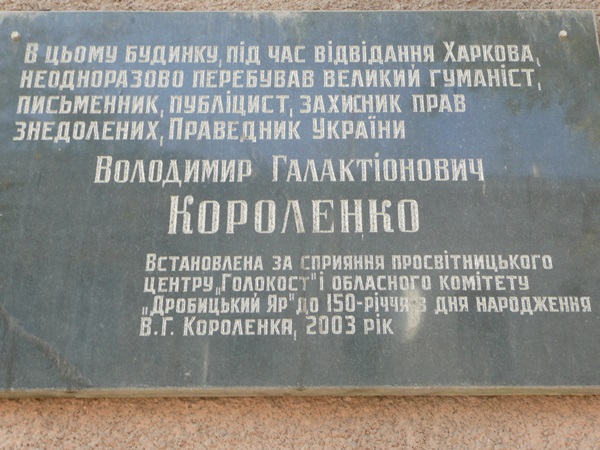 В цьому будинку, під час відвідання Харкова,
неодноразово перебував великий гуманіст,
письменник, публіцист, захисник прав
знедолених, Праведник України
Володимир Галактіонович
Короленко
Встановлена за сприяння просвітницького
центру „Голокост" і обласного комітету
„Дробицький Яр" до 150-річчя з дня народження
В.Г. Короленка, 2003 рік